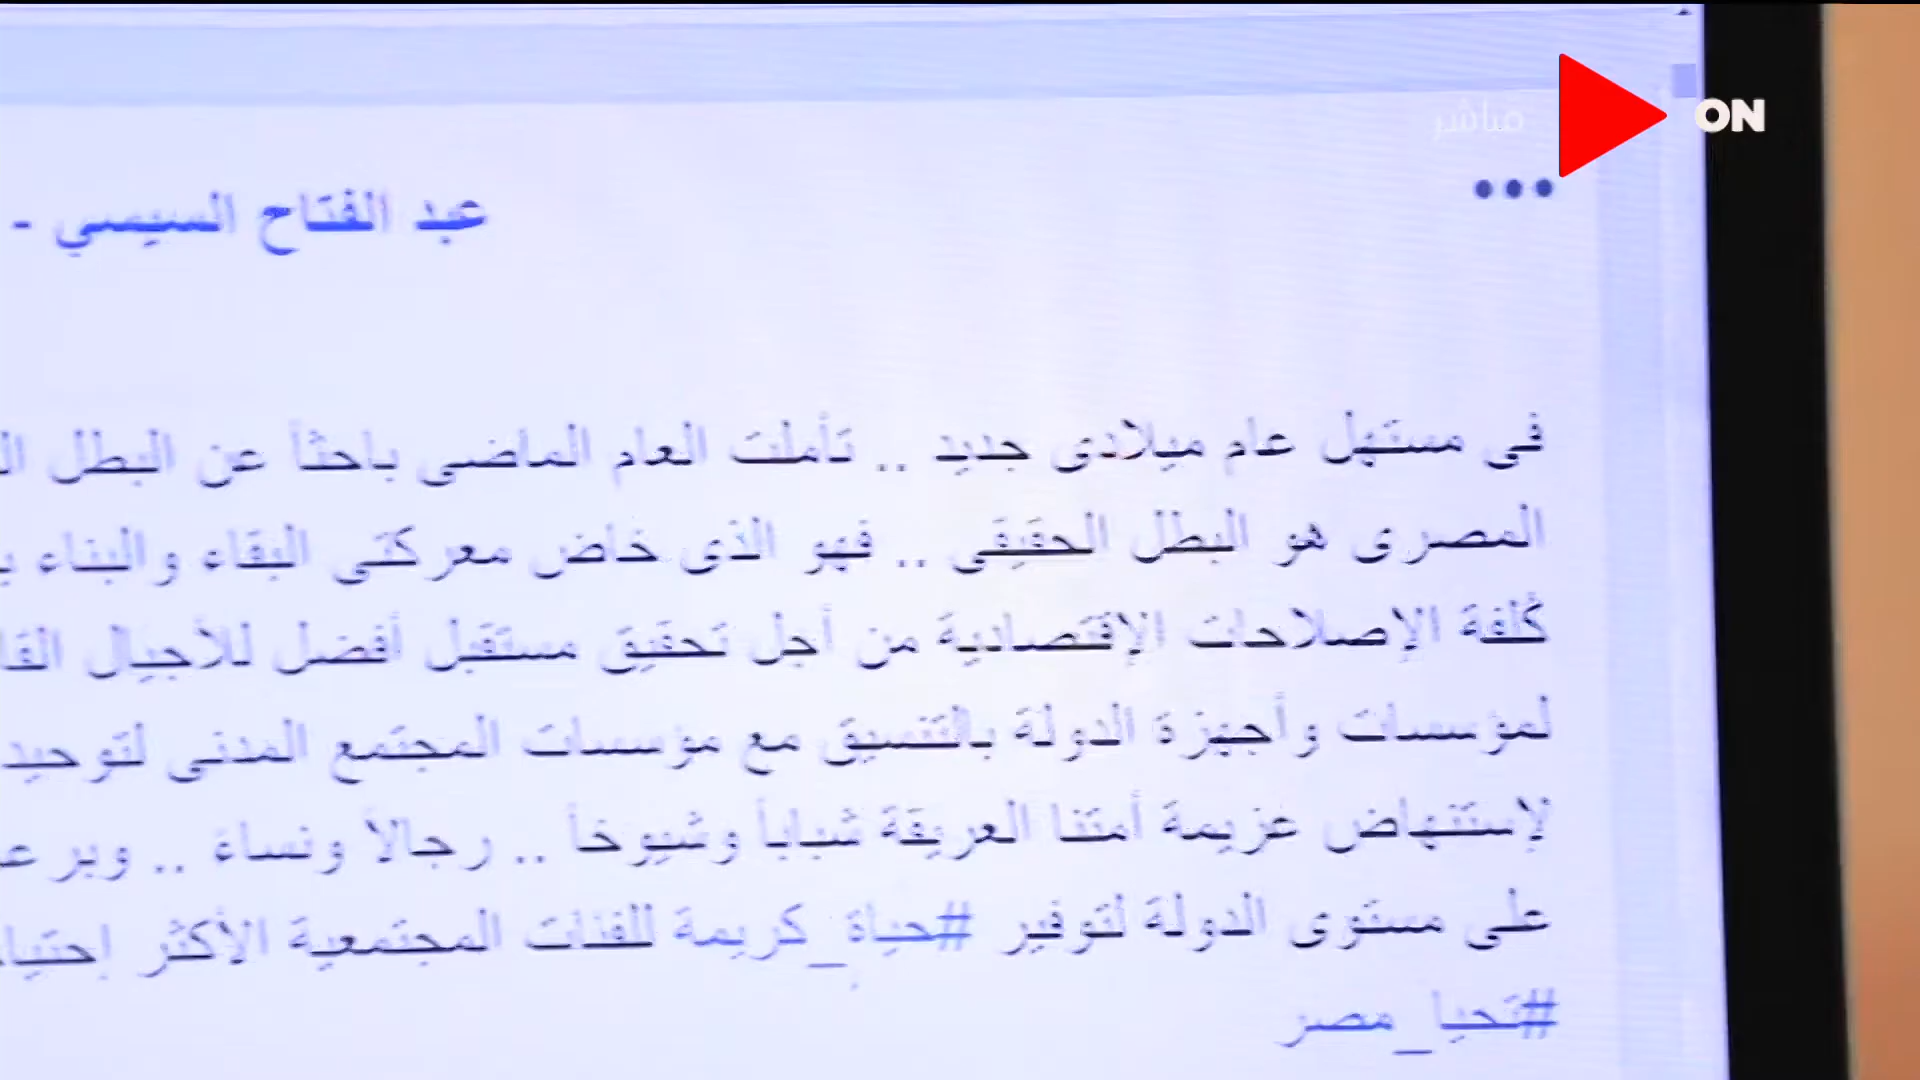 مباشر
ON
عبد الفتاح السيسي -
فى مستهل عام ميلادى جديد .. تأملت العام الماضى باحثاً عن البطل
المصرى هو البطل الحقيقى .. فهو الذى خاض معركتى البقاء والبناء
كُلفة الإصلاحات الإقتصادية من أجل تحقيق مستقبل أفضل للأجيال
لمؤسسات وأجهزة الدولة بالتنسيق مع مؤسسات المجتمع المدنى لتوحيد
لإستنهاض عزيمة أمتنا العريقة شباباً وشيوخاً .. رجالاً ونساءً ..
على مستوى الدولة لتوفير #حياة_كريمة للفئات المجتمعية الأكثر
#تحيا_مصر